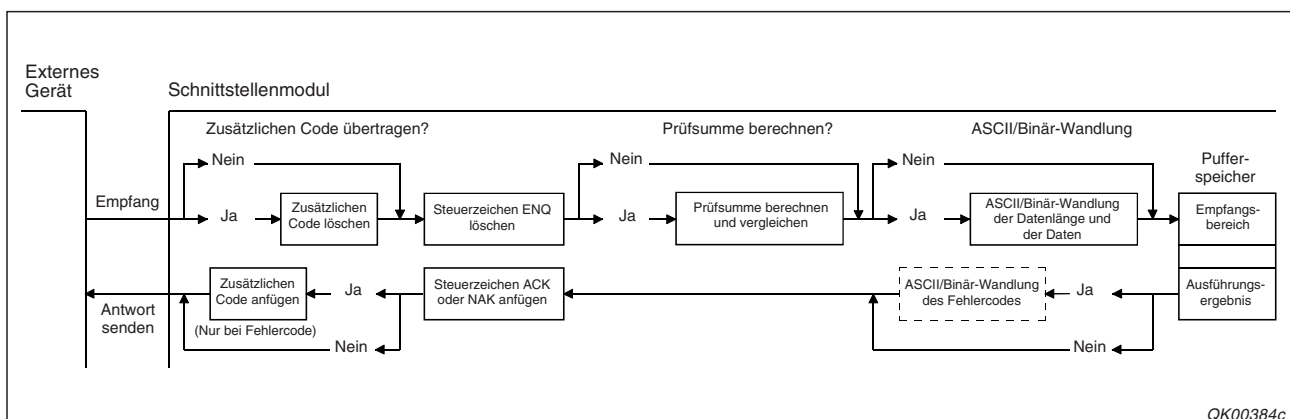 Externes
Gerät
Schnittstellenmodul
Zusätzlichen Code übertragen?
Prüfsumme berechnen?
ASCII/Binär-Wandlung
Nein
Nein
Nein
Puffer-
speicher
Empfang
Ja
Zusätzlichen
Code löschen
Steuerzeichen ENQ
löschen
Ja
Prüfsumme berechnen
und vergleichen
Ja
ASCII/Binär-Wandlung
der Datenlänge und
der Daten
Empfangs-
bereich
Antwort
senden
Zusätzlichen
Code anfügen
(Nur bei Fehlercode)
Ja
Steuerzeichen ACK
oder NAK anfügen
ASCII/Binär-Wandlung
des Fehlercodes
Ja
Ausführungs-
ergebnis
Nein
Nein
QK00384c